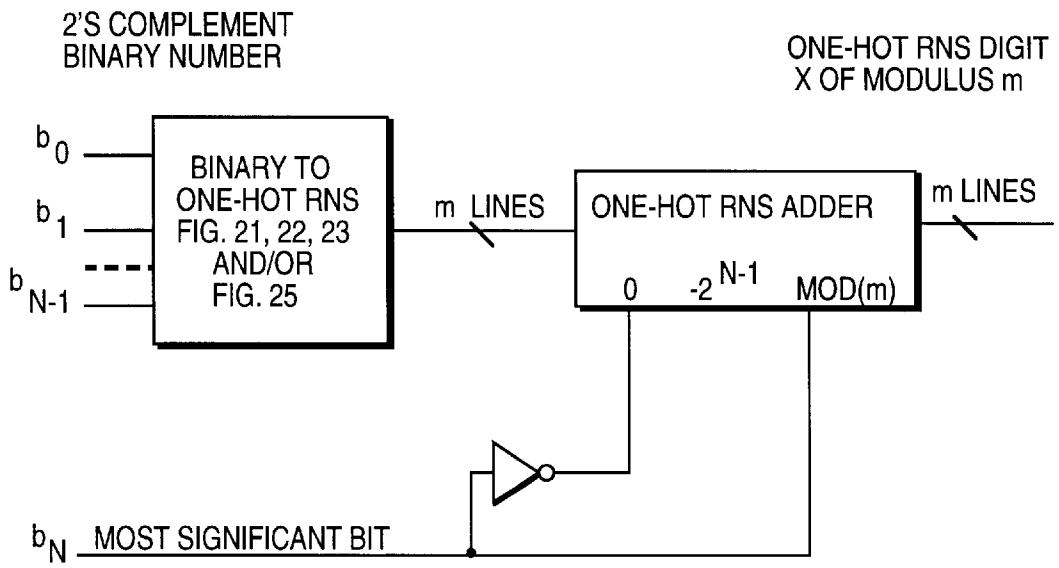 2'S COMPLEMENT
BINARY NUMBER
ONE-HOT RNS DIGIT
X OF MODULUS m
b0
b1
bN-1
BINARY TO
ONE-HOT RNS
FIG. 21, 22, 23
AND/OR
FIG. 25
m LINES
ONE-HOT RNS ADDER
0 -2^N-1 MOD(m)
m LINES
bN MOST SIGNIFICANT BIT